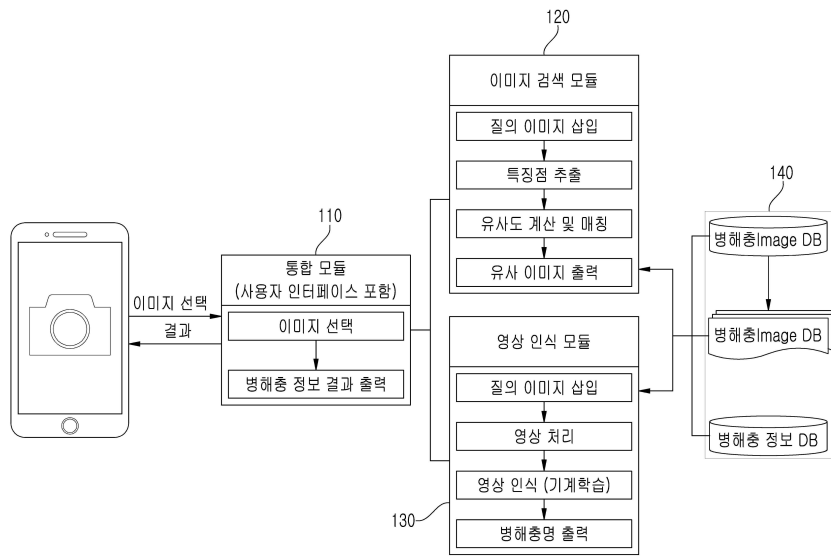 120
이미지 검색 모듈
질의 이미지 삽입
특징점 추출
유사도 계산 및 매칭
유사 이미지 출력
110
통합 모듈
(사용자 인터페이스 포함)
이미지 선택
병해충 정보 결과 출력
이미지 선택
결과
영상 인식 모듈
질의 이미지 삽입
영상 처리
영상 인식 (기계학습)
병해충명 출력
130
140
병해충Image DB
병해충Image DB
병해충 정보 DB